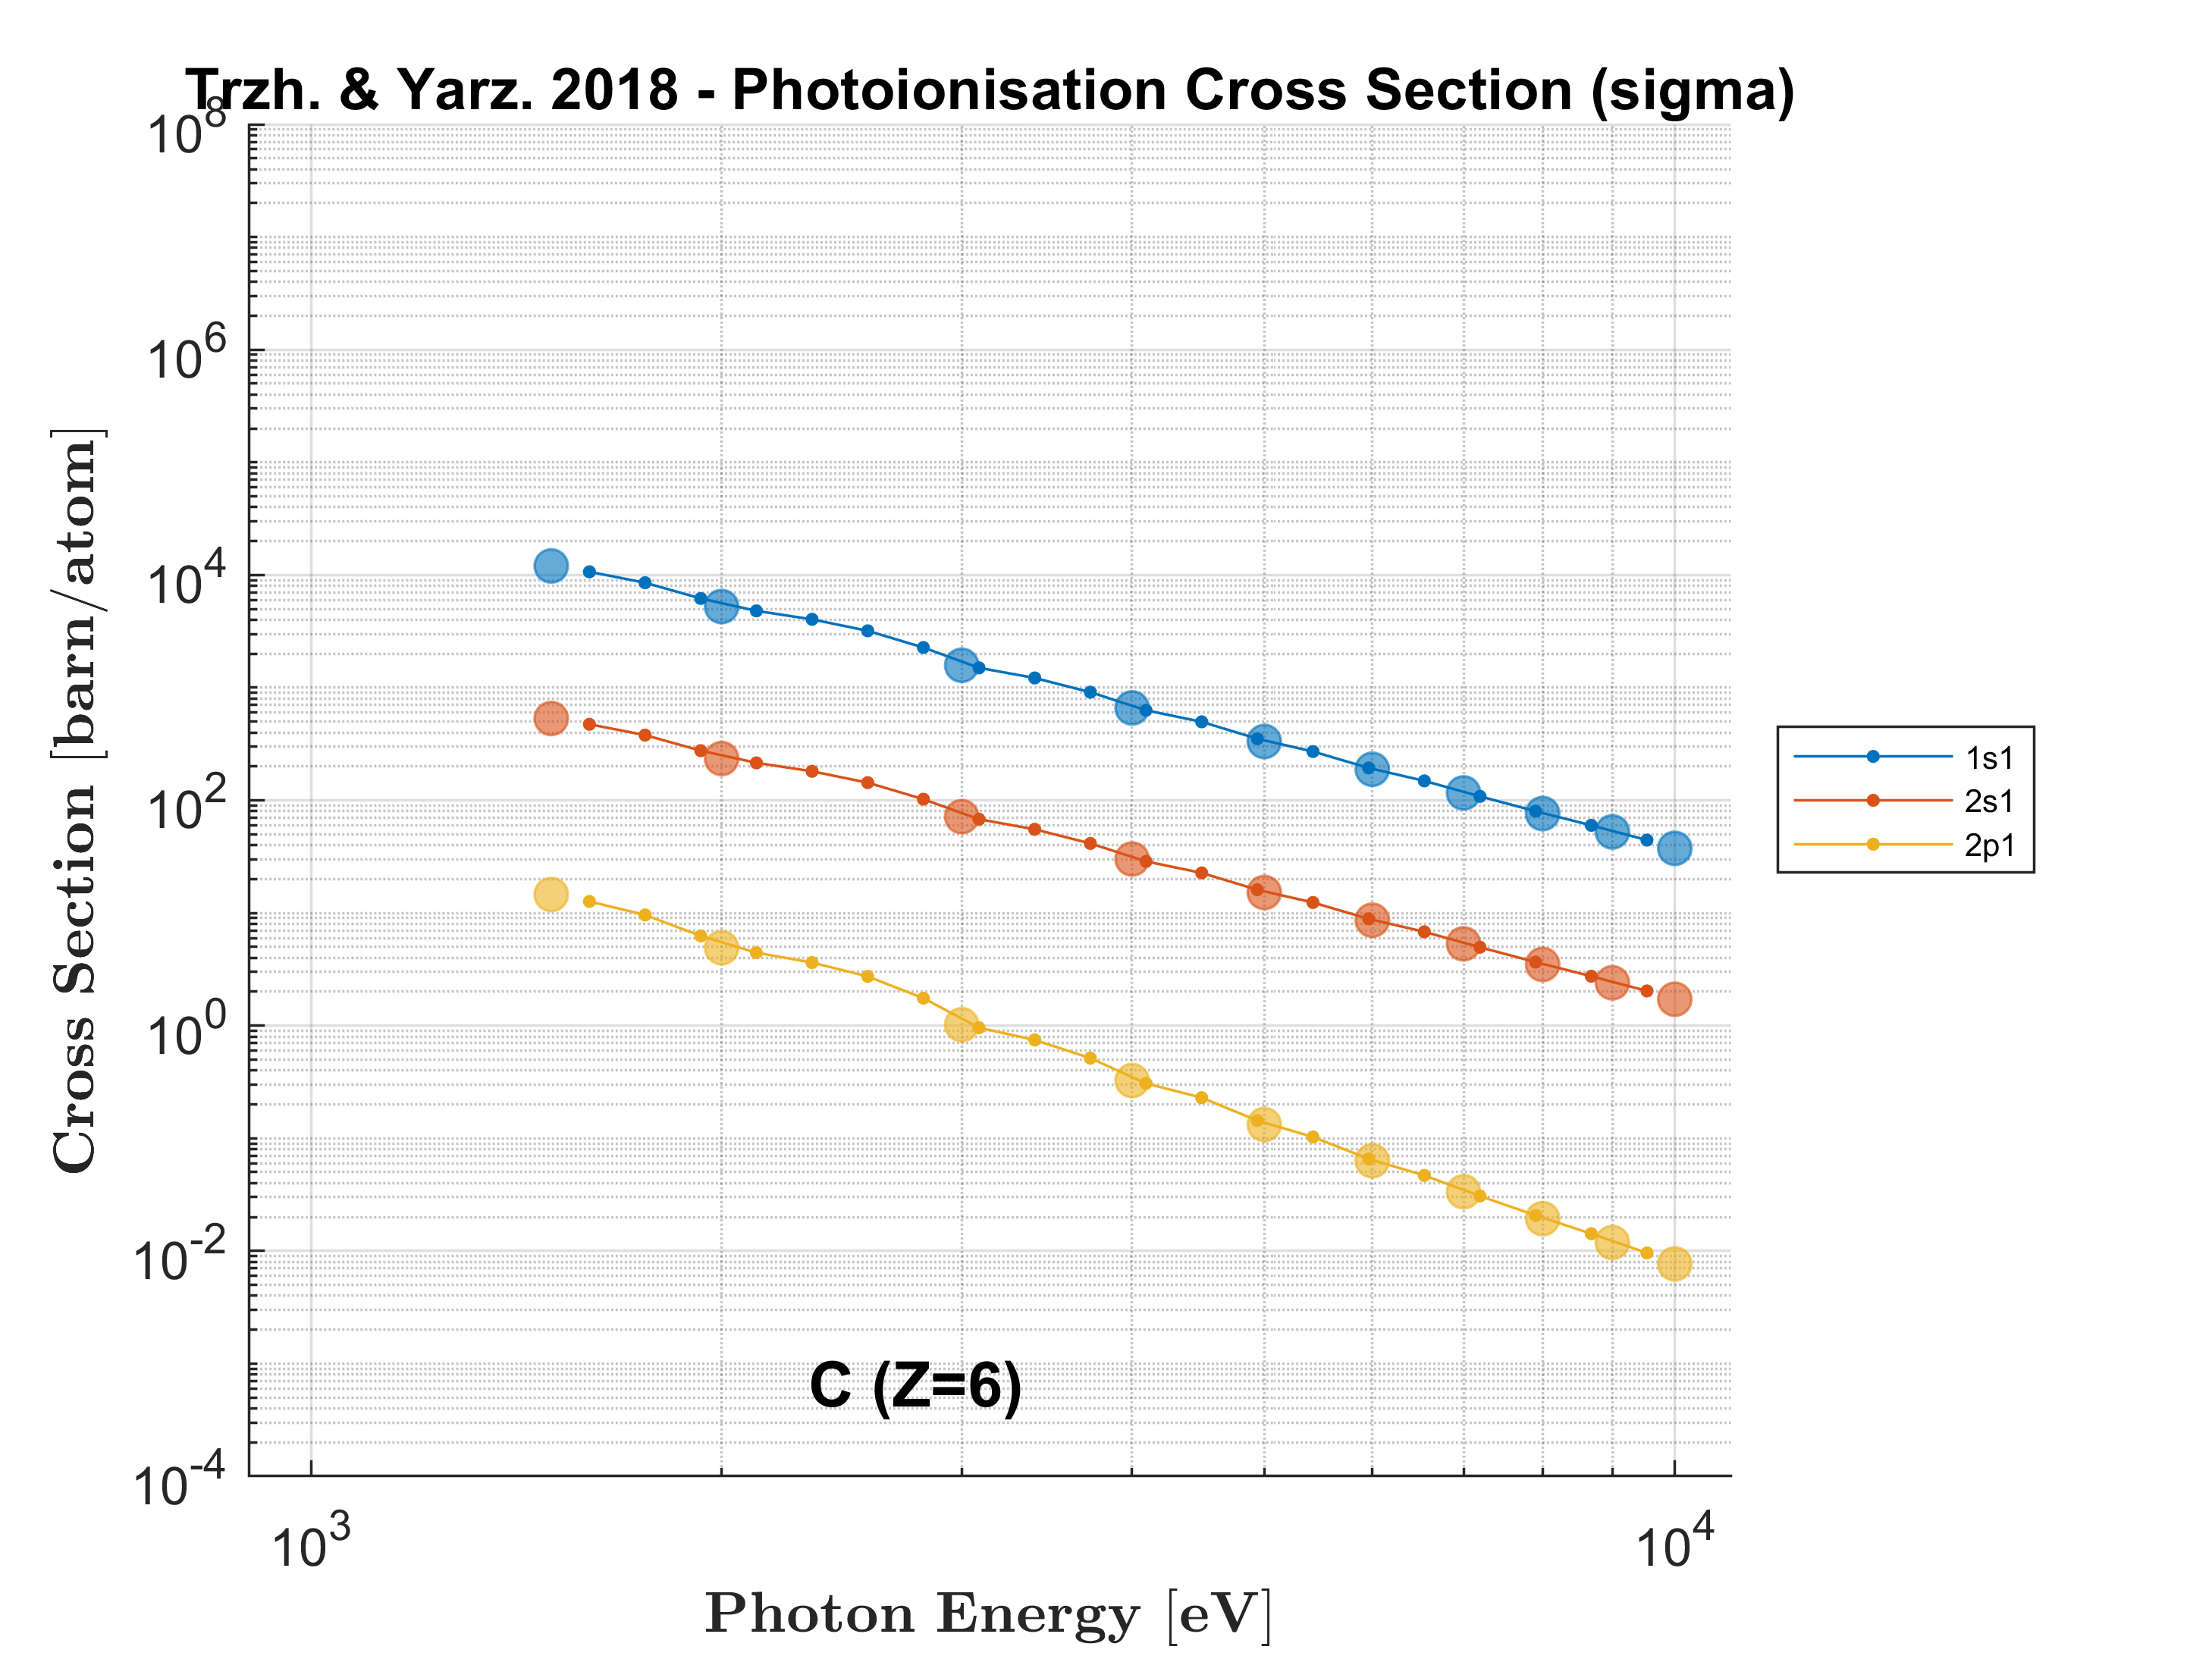 Trzh. & Yarz. 2018 - Photoionisation Cross Section (sigma)
10^8
10^6
10^4
10^2
10^0
10^-2
10^-4
Cross Section [barn/atom]
1s1
2s1
2p1
C (Z=6)
10^3
10^4
Photon Energy [eV]